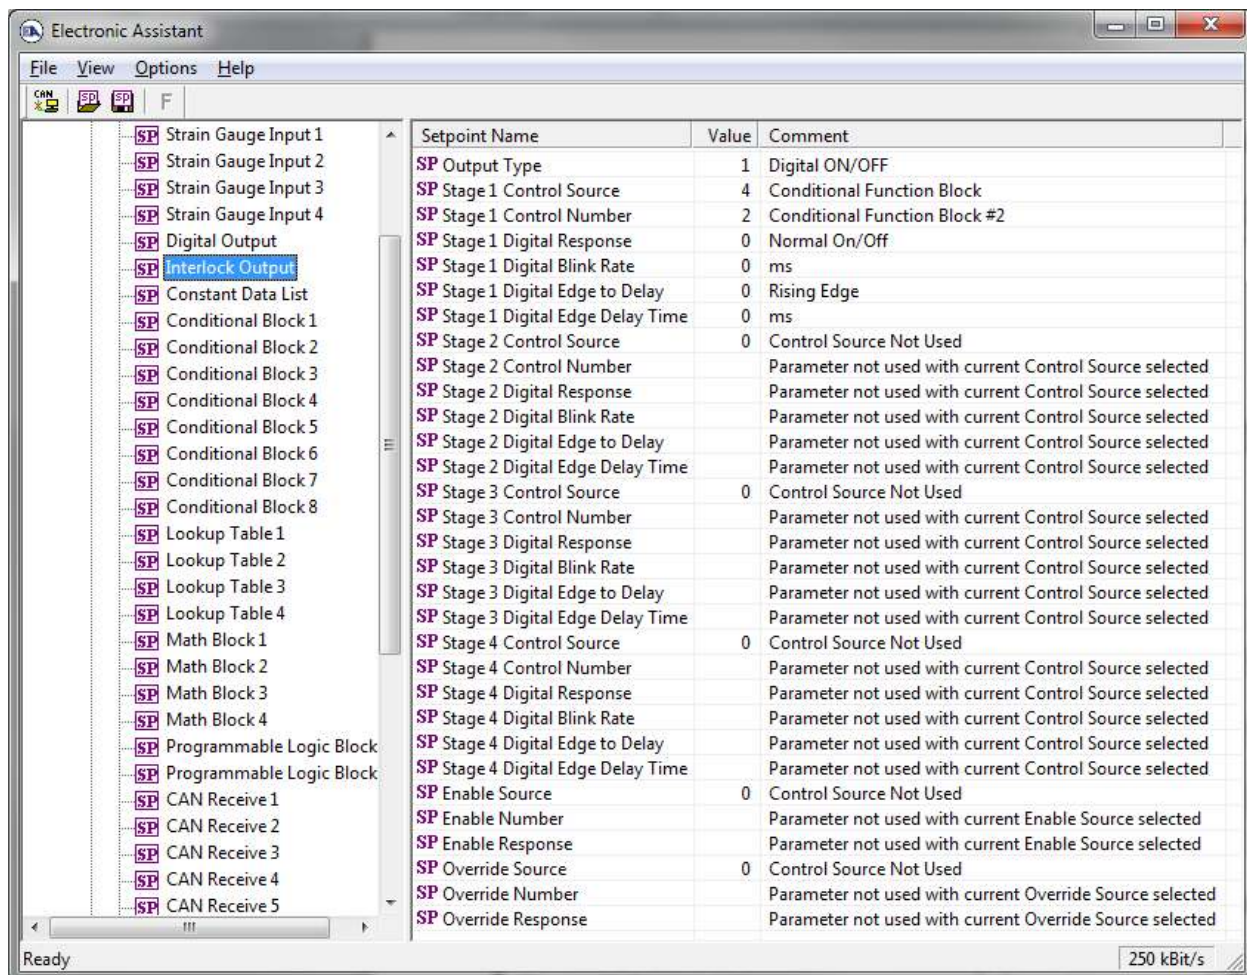 EA Electronic Assistant
File View Options Help
CAN SP SP F
SP Strain Gauge Input 1
SP Strain Gauge Input 2
SP Strain Gauge Input 3
SP Strain Gauge Input 4
SP Digital Output
SP Interlock Output
SP Constant Data List
SP Conditional Block 1
SP Conditional Block 2
SP Conditional Block 3
SP Conditional Block 4
SP Conditional Block 5
SP Conditional Block 6
SP Conditional Block 7
SP Conditional Block 8
SP Lookup Table 1
SP Lookup Table 2
SP Lookup Table 3
SP Lookup Table 4
SP Math Block 1
SP Math Block 2
SP Math Block 3
SP Math Block 4
SP Programmable Logic Block
SP Programmable Logic Block
SP CAN Receive 1
SP CAN Receive 2
SP CAN Receive 3
SP CAN Receive 4
SP CAN Receive 5
Setpoint Name Value Comment
SP Output Type 1 Digital ON/OFF
SP Stage 1 Control Source 4 Conditional Function Block
SP Stage 1 Control Number 2 Conditional Function Block #2
SP Stage 1 Digital Response 0 Normal On/Off
SP Stage 1 Digital Blink Rate 0 ms
SP Stage 1 Digital Edge to Delay 0 Rising Edge
SP Stage 1 Digital Edge Delay Time 0 ms
SP Stage 2 Control Source 0 Control Source Not Used
SP Stage 2 Control Number Parameter not used with current Control Source selected
SP Stage 2 Digital Response Parameter not used with current Control Source selected
SP Stage 2 Digital Blink Rate Parameter not used with current Control Source selected
SP Stage 2 Digital Edge to Delay Parameter not used with current Control Source selected
SP Stage 2 Digital Edge Delay Time Parameter not used with current Control Source selected
SP Stage 3 Control Source 0 Control Source Not Used
SP Stage 3 Control Number Parameter not used with current Control Source selected
SP Stage 3 Digital Response Parameter not used with current Control Source selected
SP Stage 3 Digital Blink Rate Parameter not used with current Control Source selected
SP Stage 3 Digital Edge to Delay Parameter not used with current Control Source selected
SP Stage 3 Digital Edge Delay Time Parameter not used with current Control Source selected
SP Stage 4 Control Source 0 Control Source Not Used
SP Stage 4 Control Number Parameter not used with current Control Source selected
SP Stage 4 Digital Response Parameter not used with current Control Source selected
SP Stage 4 Digital Blink Rate Parameter not used with current Control Source selected
SP Stage 4 Digital Edge to Delay Parameter not used with current Control Source selected
SP Stage 4 Digital Edge Delay Time Parameter not used with current Control Source selected
SP Enable Source 0 Control Source Not Used
SP Enable Number Parameter not used with current Enable Source selected
SP Enable Response Parameter not used with current Enable Source selected
SP Override Source 0 Control Source Not Used
SP Override Number Parameter not used with current Override Source selected
SP Override Response Parameter not used with current Override Source selected
Ready 250 kBit/s